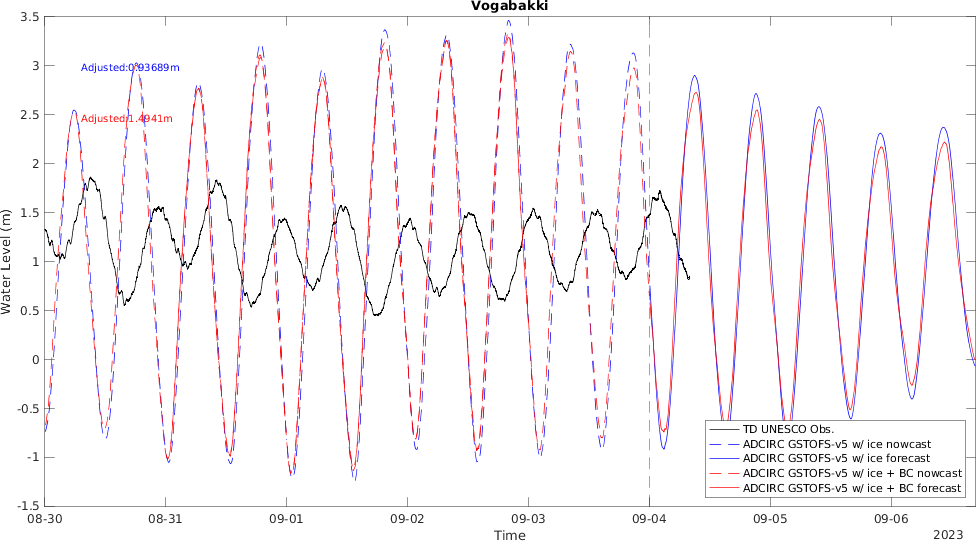 Vogabakki
3.5
3
2.5
2
1.5
1
0.5
0
-0.5
-1
-1.5
Water Level (m)
Adjusted:0.93689m
Adjusted:1.4941m
TD UNESCO Obs.
ADCIRC GSTOFS-v5 w/ ice nowcast
ADCIRC GSTOFS-v5 w/ ice forecast
ADCIRC GSTOFS-v5 w/ ice + BC nowcast
ADCIRC GSTOFS-v5 w/ ice + BC forecast
08-30 08-31 09-01 09-02 09-03 09-04 09-05 09-06
Time
2023